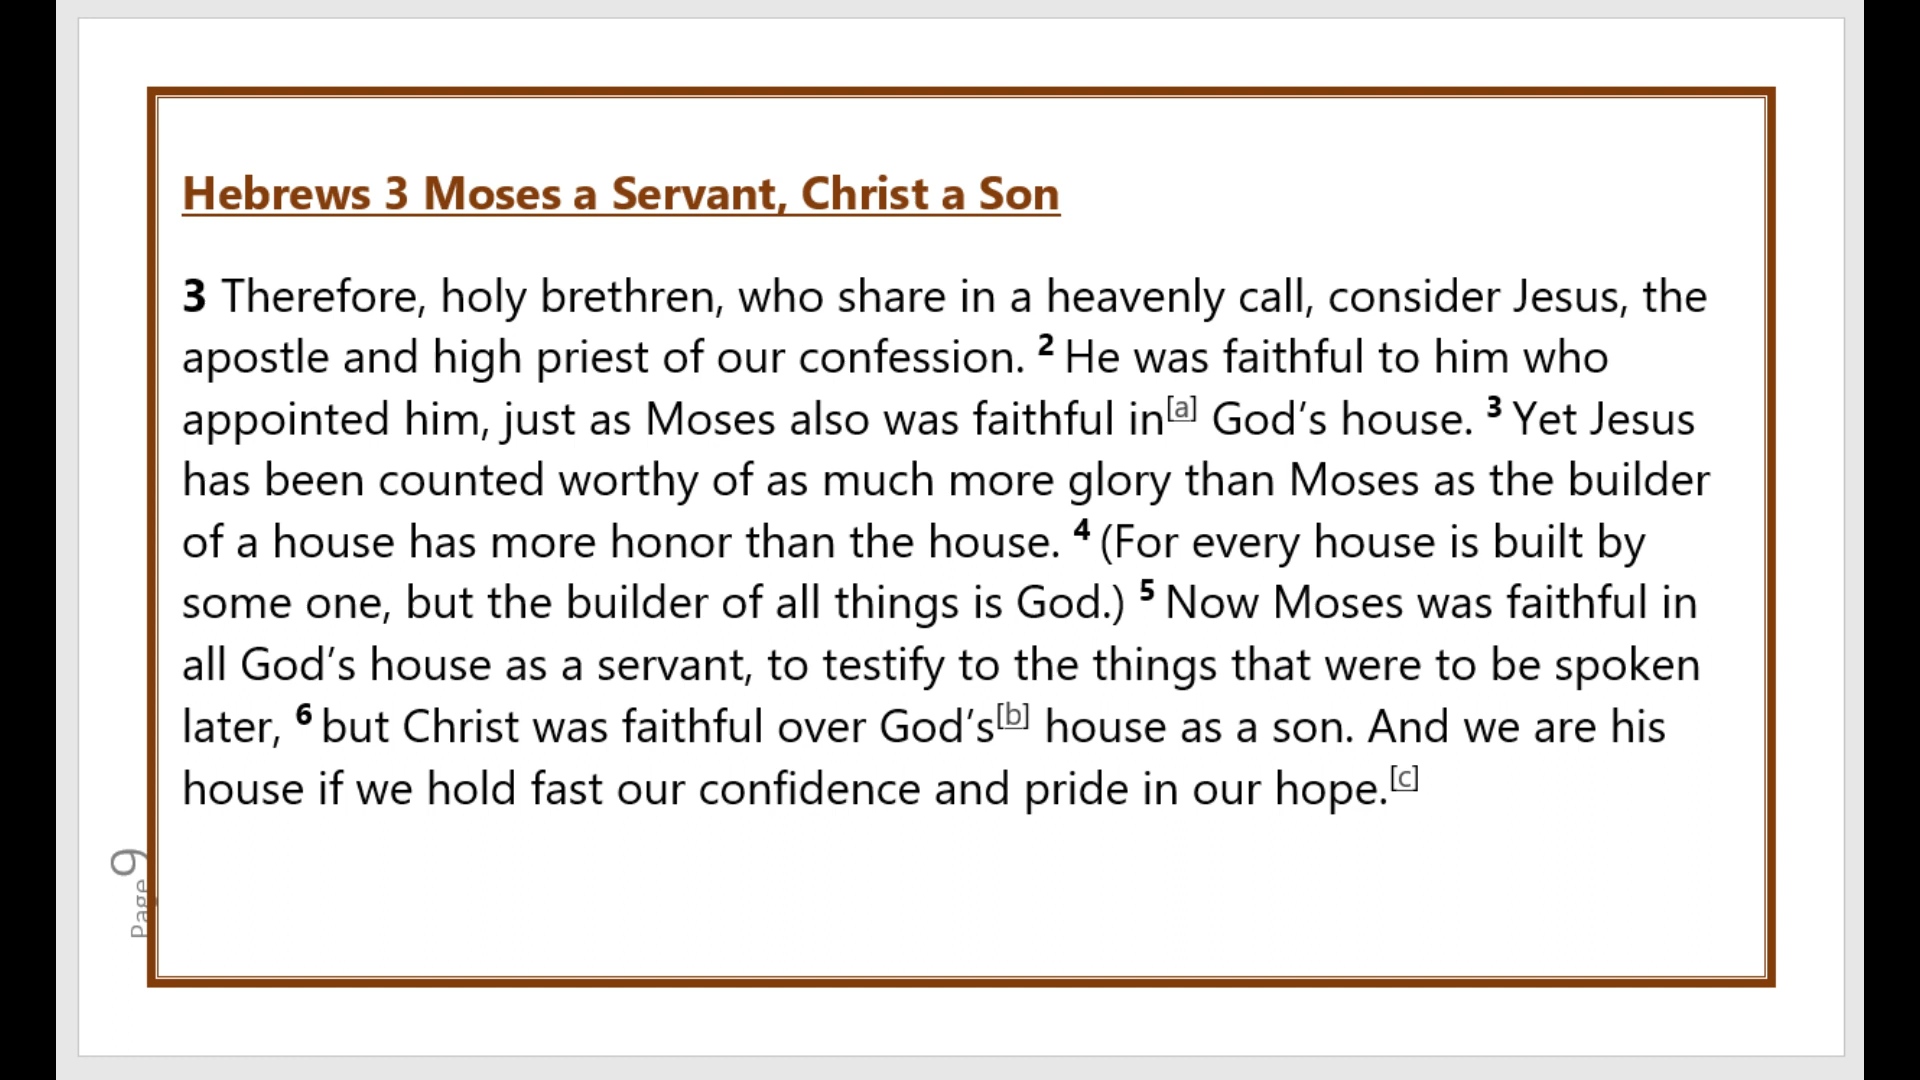 Hebrews 3 Moses a Servant, Christ a Son
3 Therefore, holy brethren, who share in a heavenly call, consider Jesus, the
apostle and high priest of our confession. 2 He was faithful to him who
appointed him, just as Moses also was faithful in[a] God’s house. 3 Yet Jesus
has been counted worthy of as much more glory than Moses as the builder
of a house has more honor than the house. 4 (For every house is built by
some one, but the builder of all things is God.) 5 Now Moses was faithful in
all God’s house as a servant, to testify to the things that were to be spoken
later, 6 but Christ was faithful over God’s[b] house as a son. And we are his
house if we hold fast our confidence and pride in our hope.[c]
Page 9